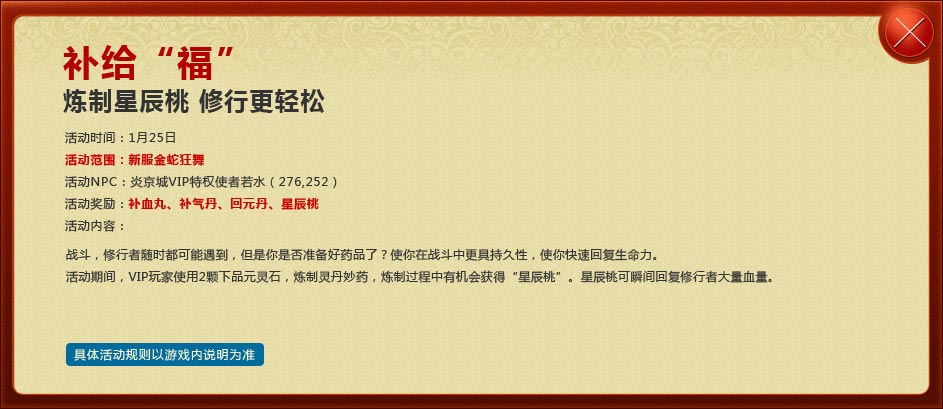 补给“福”
炼制星辰桃 修行更轻松
活动时间：1月25日
活动范围：新服金蛇狂舞
活动NPC：炎京城VIP特权使者若水（276,252）
活动奖励：补血丸、补气丹、回元丹、星辰桃
活动内容：
战斗，修行者随时都可能遇到，但是你是否准备好药品了？使你在战斗中更具持久性，使你快速回复生命力。
活动期间，VIP玩家使用2颗下品元灵石，炼制灵丹妙药，炼制过程中有机会获得“星辰桃”。星辰桃可瞬间回复修行者大量血量。
具体活动规则以游戏内说明为准